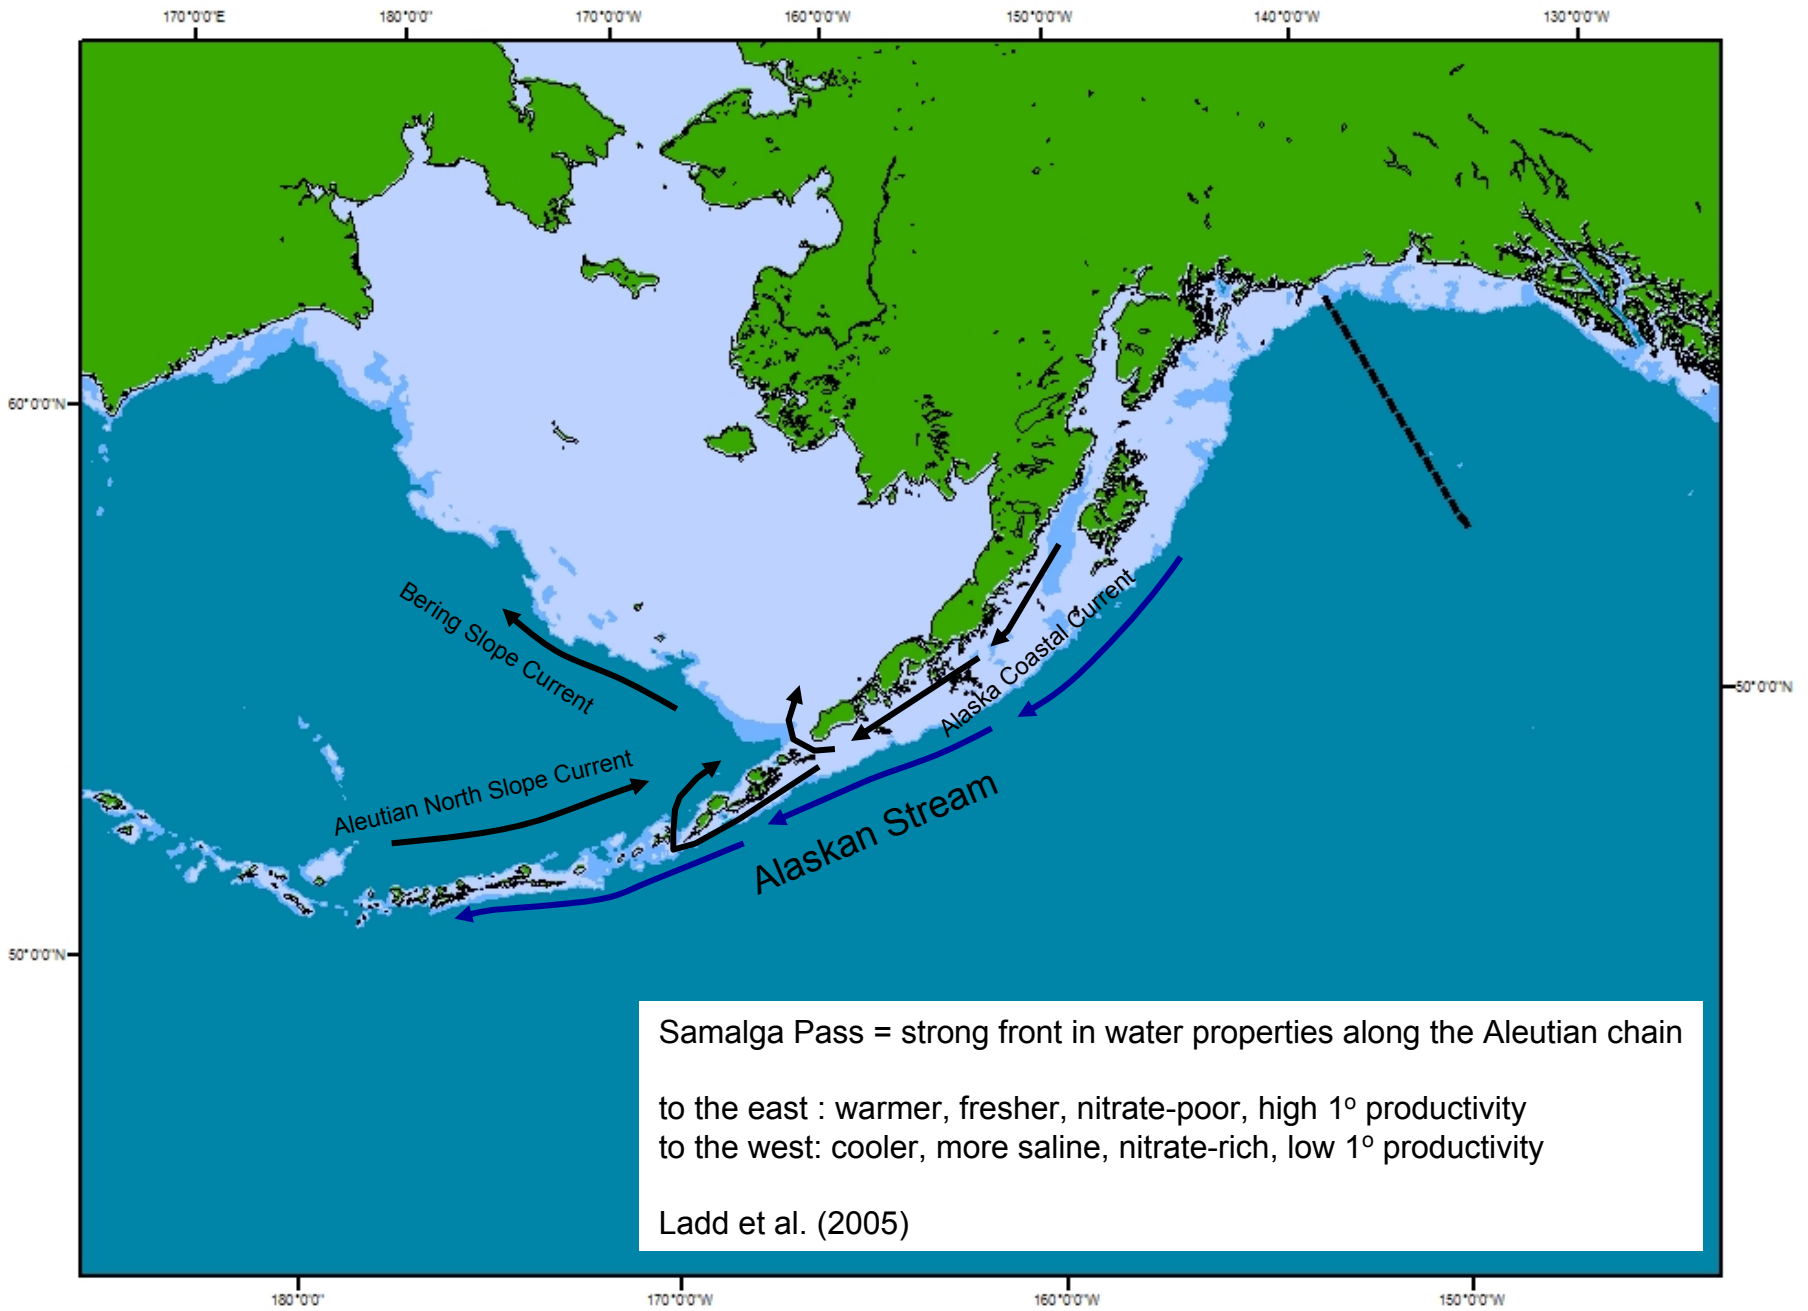 170°0'0"E
180°0'0"
170°0'0"W
160°0'0"W
150°0'0"W
140°0'0"W
130°0'0"W
60°0'0"N
Bering Slope Current
Alaska Coastal Current
50°0'0"N
Aleutian North Slope Current
Alaskan Stream
50°0'0"N
Samalga Pass = strong front in water properties along the Aleutian chain
to the east : warmer, fresher, nitrate-poor, high 1º productivity
to the west: cooler, more saline, nitrate-rich, low 1º productivity
Ladd et al. (2005)
180°0'0"
170°0'0"W
160°0'0"W
150°0'0"W